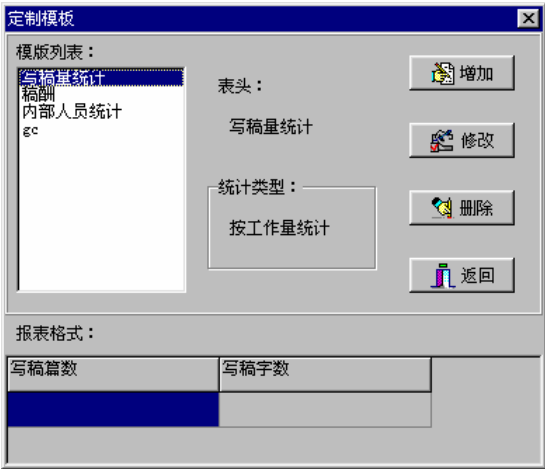 定制模板
模版列表：
写稿量统计
稿酬
内部人员统计
gc
表头：
写稿量统计
统计类型：
按工作量统计
增加
修改
删除
返回
报表格式：
写稿篇数 写稿字数